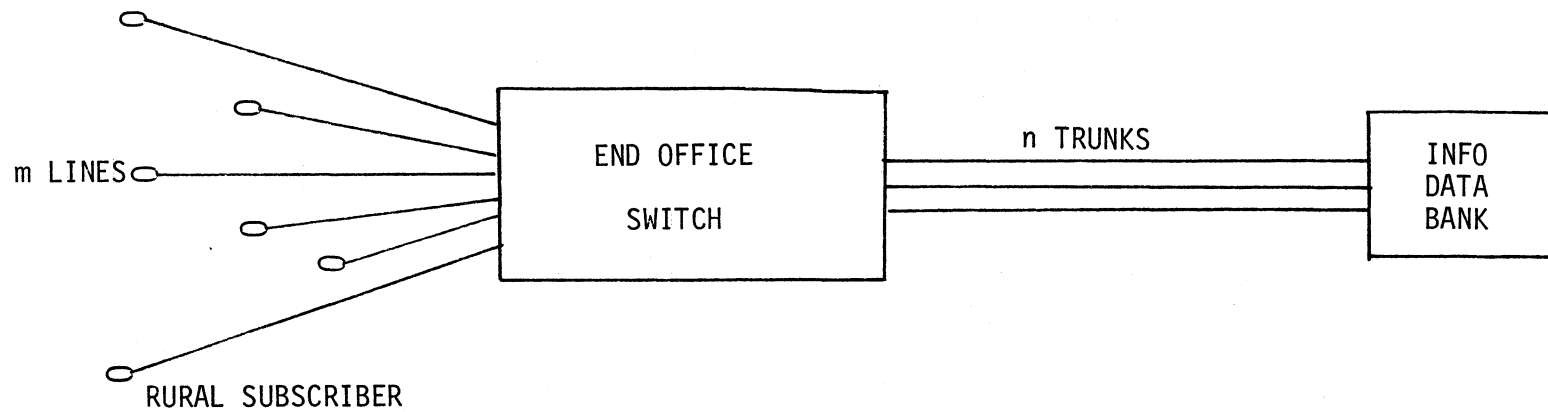 m LINES
RURAL SUBSCRIBER
END OFFICE
SWITCH
n TRUNKS
INFO
DATA
BANK